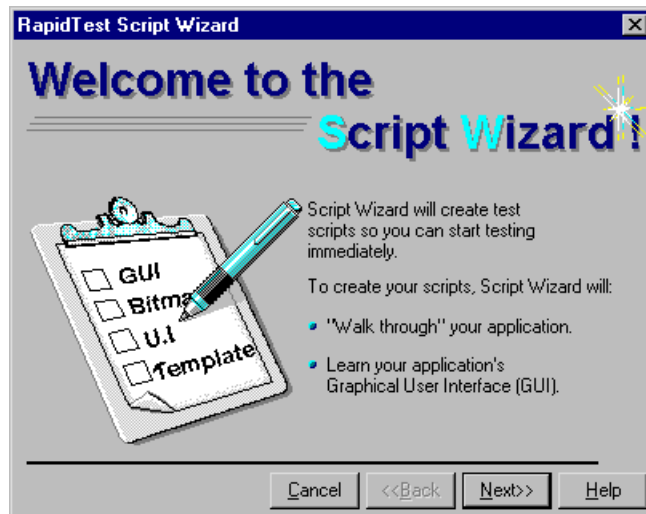 RapidTest Script Wizard
Welcome to the
Script Wizard !
GUI
Bitma
U.I
Template
Script Wizard will create test
scripts so you can start testing
immediately.
To create your scripts, Script Wizard will:
"Walk through" your application.
Learn your application's
Graphical User Interface (GUI).
Cancel
<<Back
Next>>
Help